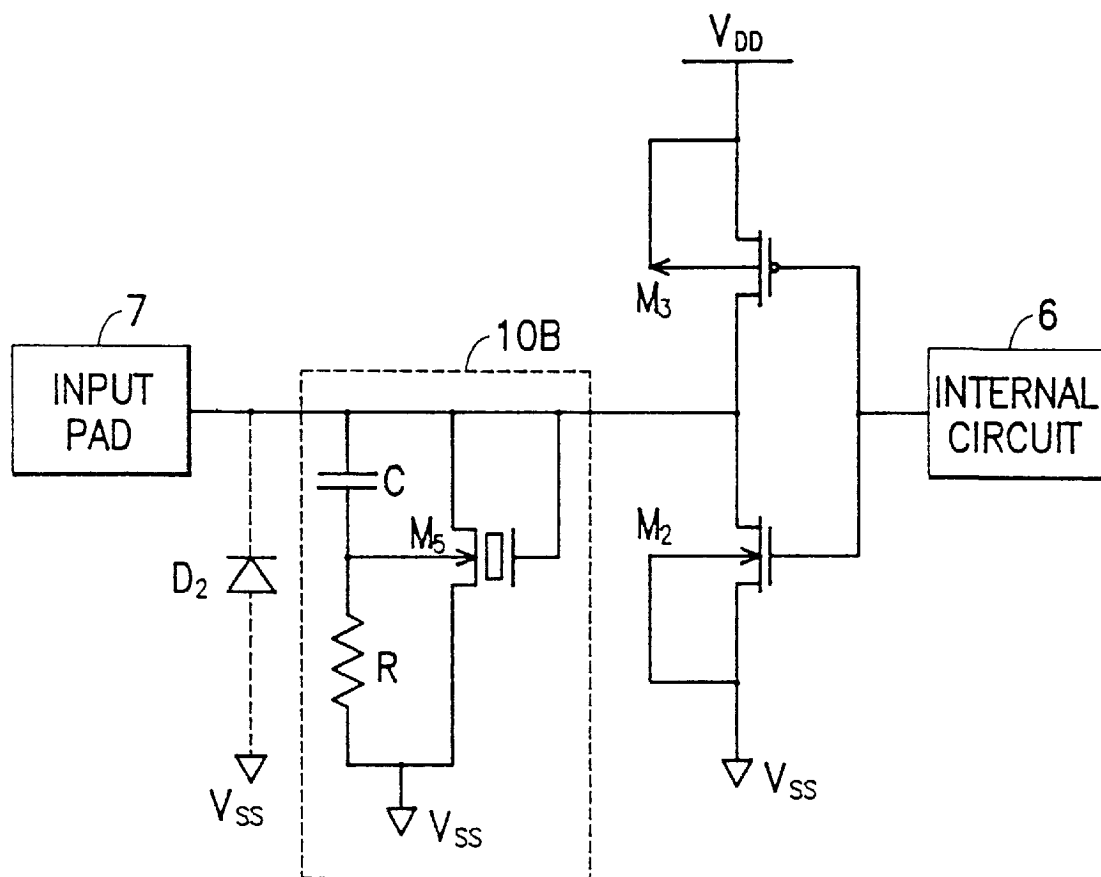 V_DD
M_3
7
10B
6
INPUT
PAD
INTERNAL
CIRCUIT
C
M_5
M_2
D_2
R
V_SS
V_SS
V_SS